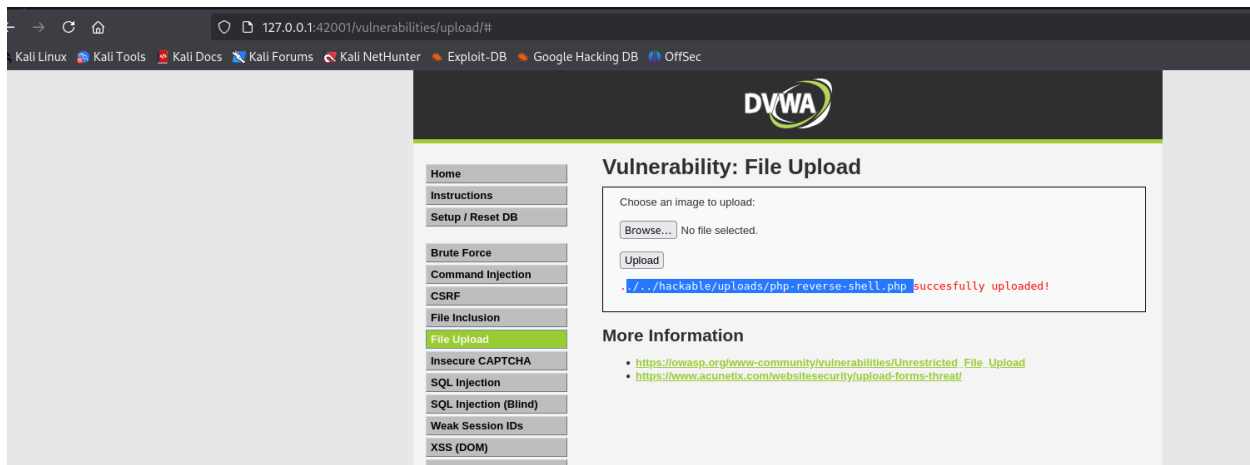 127.0.0.1:42001/vulnerabilities/upload/#
Kali Linux Kali Tools Kali Docs Kali Forums Kali NetHunter Exploit-DB Google Hacking DB OffSec
DVWA
Home
Instructions
Setup / Reset DB
Brute Force
Command Injection
CSRF
File Inclusion
File Upload
Insecure CAPTCHA
SQL Injection
SQL Injection (Blind)
Weak Session IDs
XSS (DOM)
Vulnerability: File Upload
Choose an image to upload:
Browse... No file selected.
Upload
../../hackable/uploads/php-reverse-shell.php succesfully uploaded!
More Information
https://owasp.org/www-community/vulnerabilities/Unrestricted_File_Upload
https://www.acunetix.com/websitesecurity/upload-forms-threat/